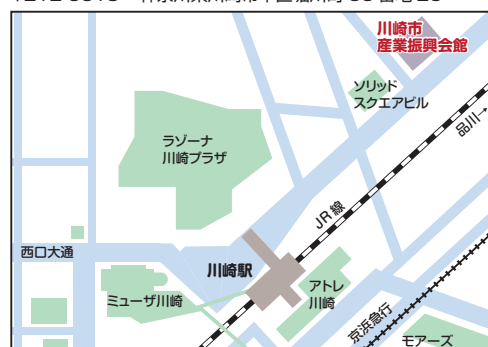 川崎市
産業振興会館
ソリッド
スクエアビル
品川→
ラゾーナ
川崎プラザ
JR線
西口大通
川崎駅
ミューザ川崎
アトレ
川崎
京浜急行
モアーズ